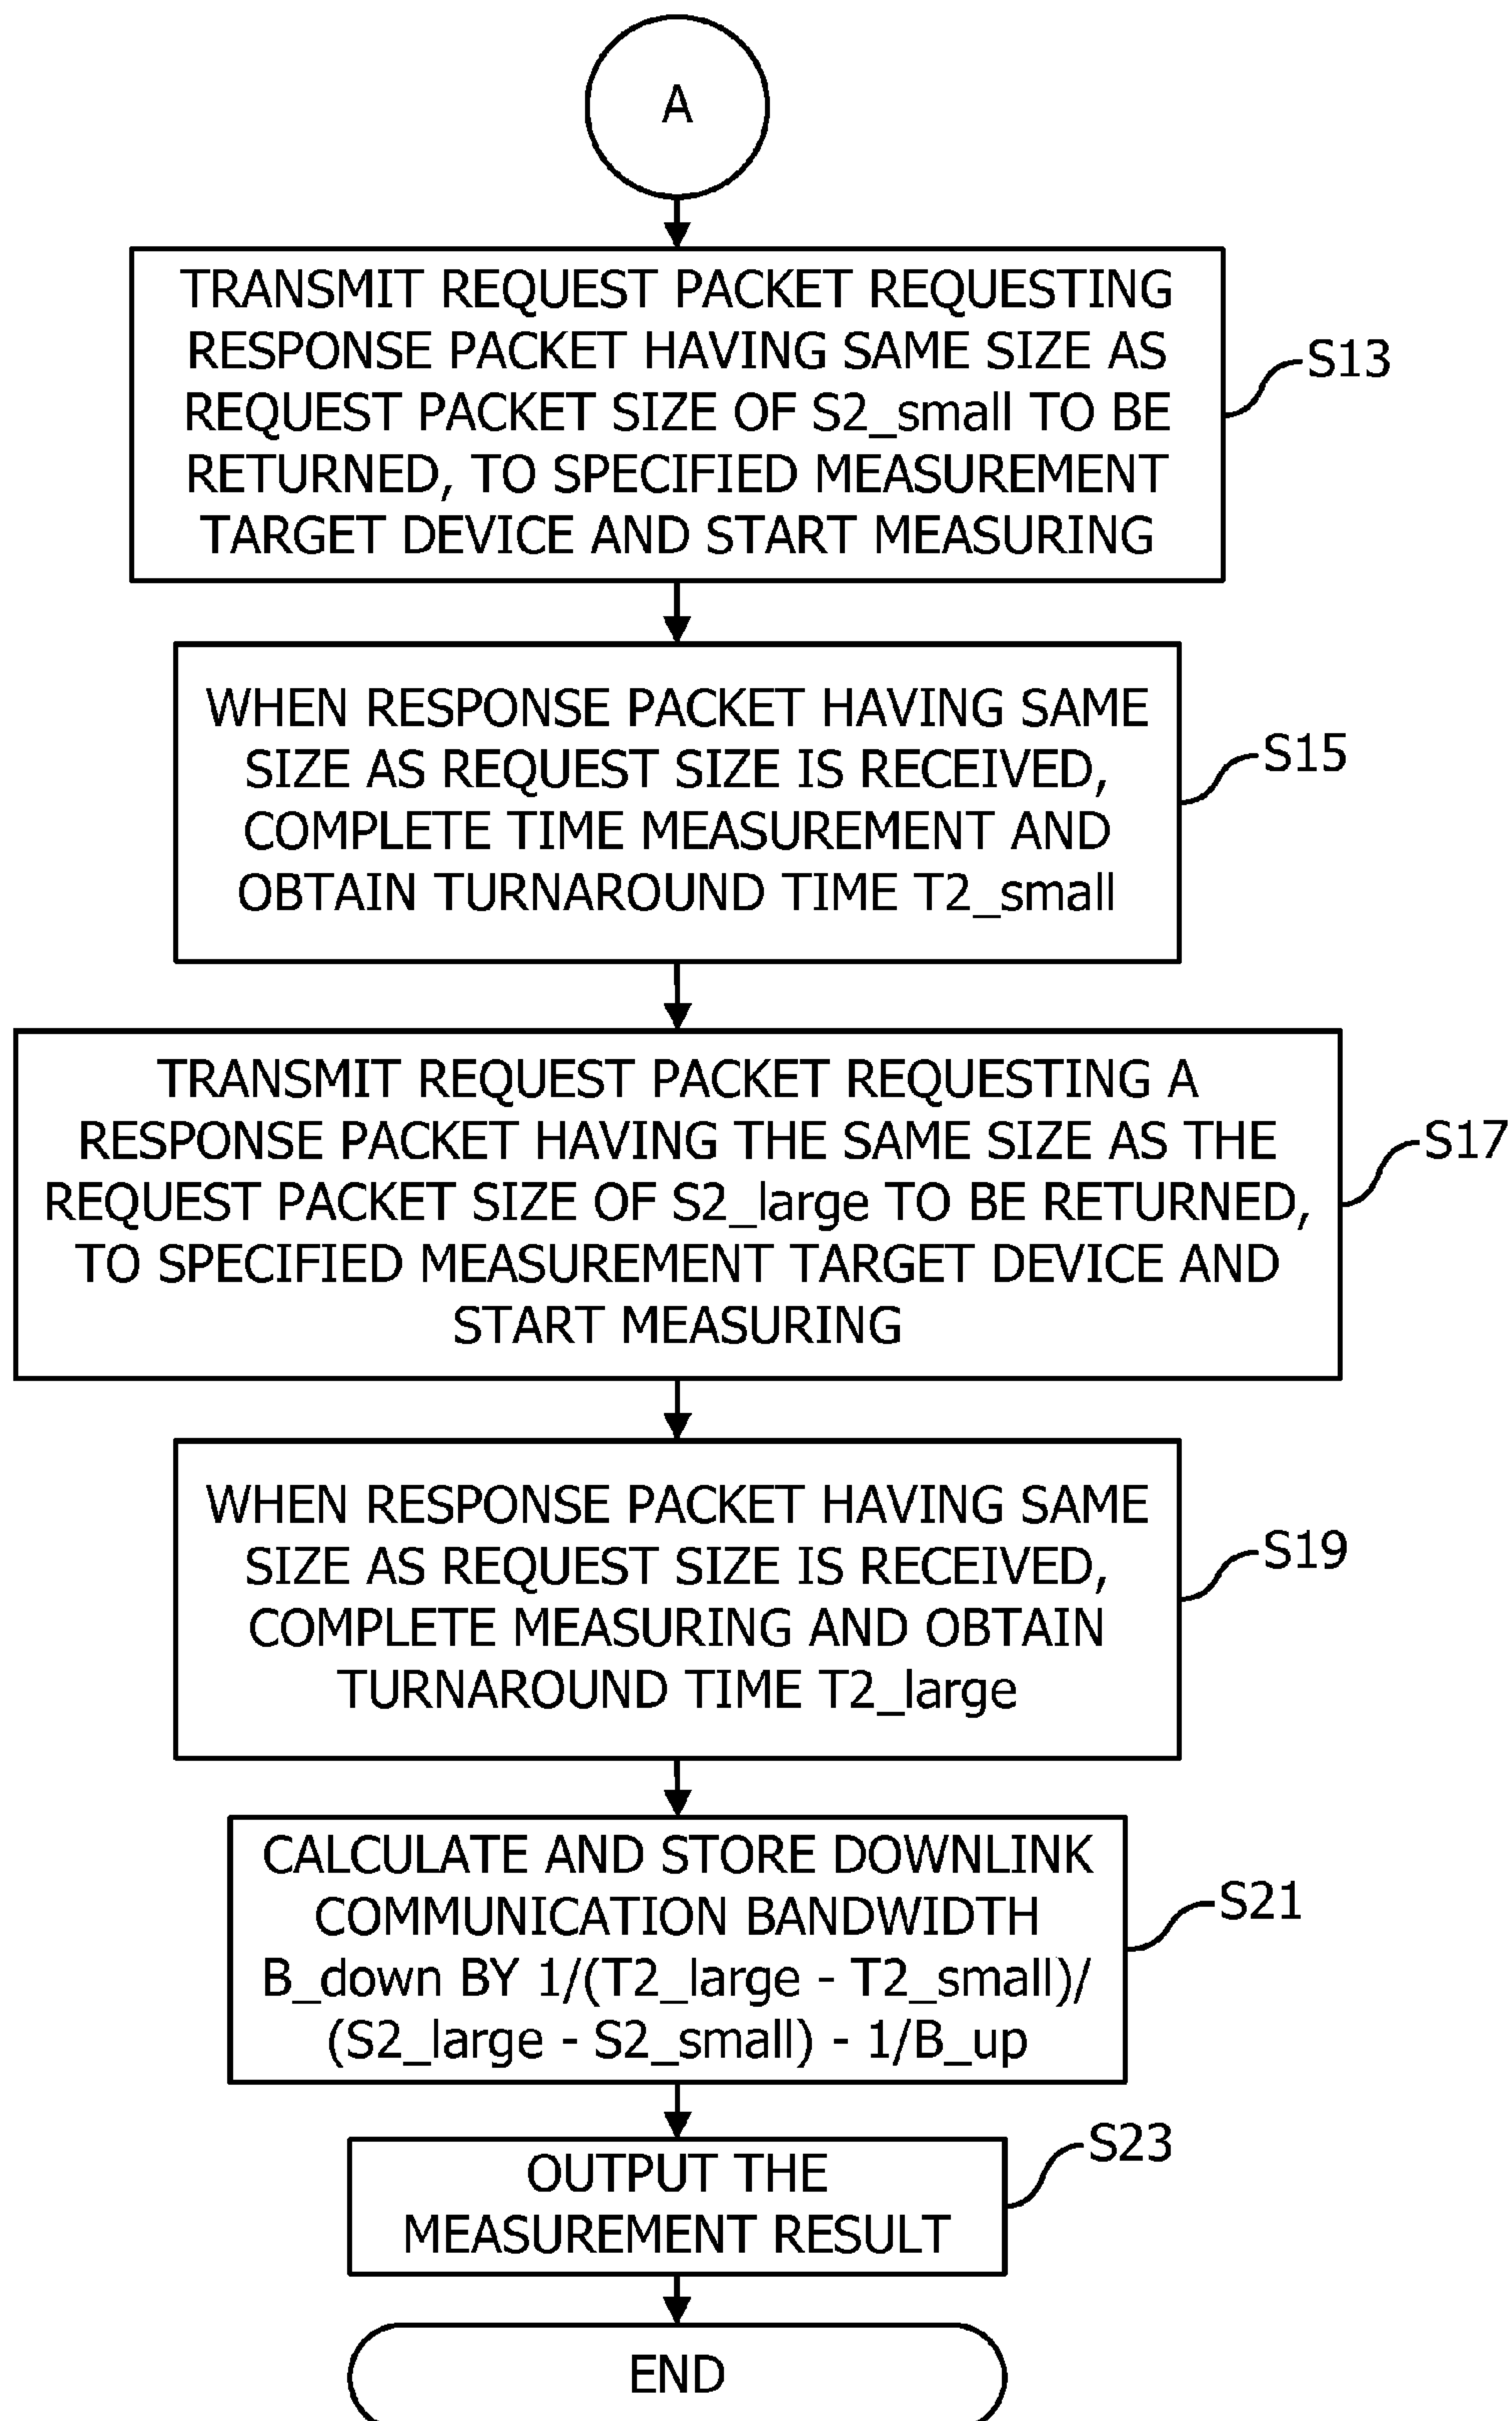 A
TRANSMIT REQUEST PACKET REQUESTING
RESPONSE PACKET HAVING SAME SIZE AS
REQUEST PACKET SIZE OF S2_small TO BE
RETURNED, TO SPECIFIED MEASUREMENT
TARGET DEVICE AND START MEASURING
S13
WHEN RESPONSE PACKET HAVING SAME
SIZE AS REQUEST SIZE IS RECEIVED,
COMPLETE TIME MEASUREMENT AND
OBTAIN TURNAROUND TIME T2_small
S15
TRANSMIT REQUEST PACKET REQUESTING A
RESPONSE PACKET HAVING THE SAME SIZE AS THE
REQUEST PACKET SIZE OF S2_large TO BE RETURNED,
TO SPECIFIED MEASUREMENT TARGET DEVICE AND
START MEASURING
S17
WHEN RESPONSE PACKET HAVING SAME
SIZE AS REQUEST SIZE IS RECEIVED,
COMPLETE MEASURING AND OBTAIN
TURNAROUND TIME T2_large
S19
CALCULATE AND STORE DOWNLINK
COMMUNICATION BANDWIDTH
B_down BY 1/(T2_large - T2_small)/
(S2_large - S2_small) - 1/B_up
S21
OUTPUT THE
MEASUREMENT RESULT
S23
END